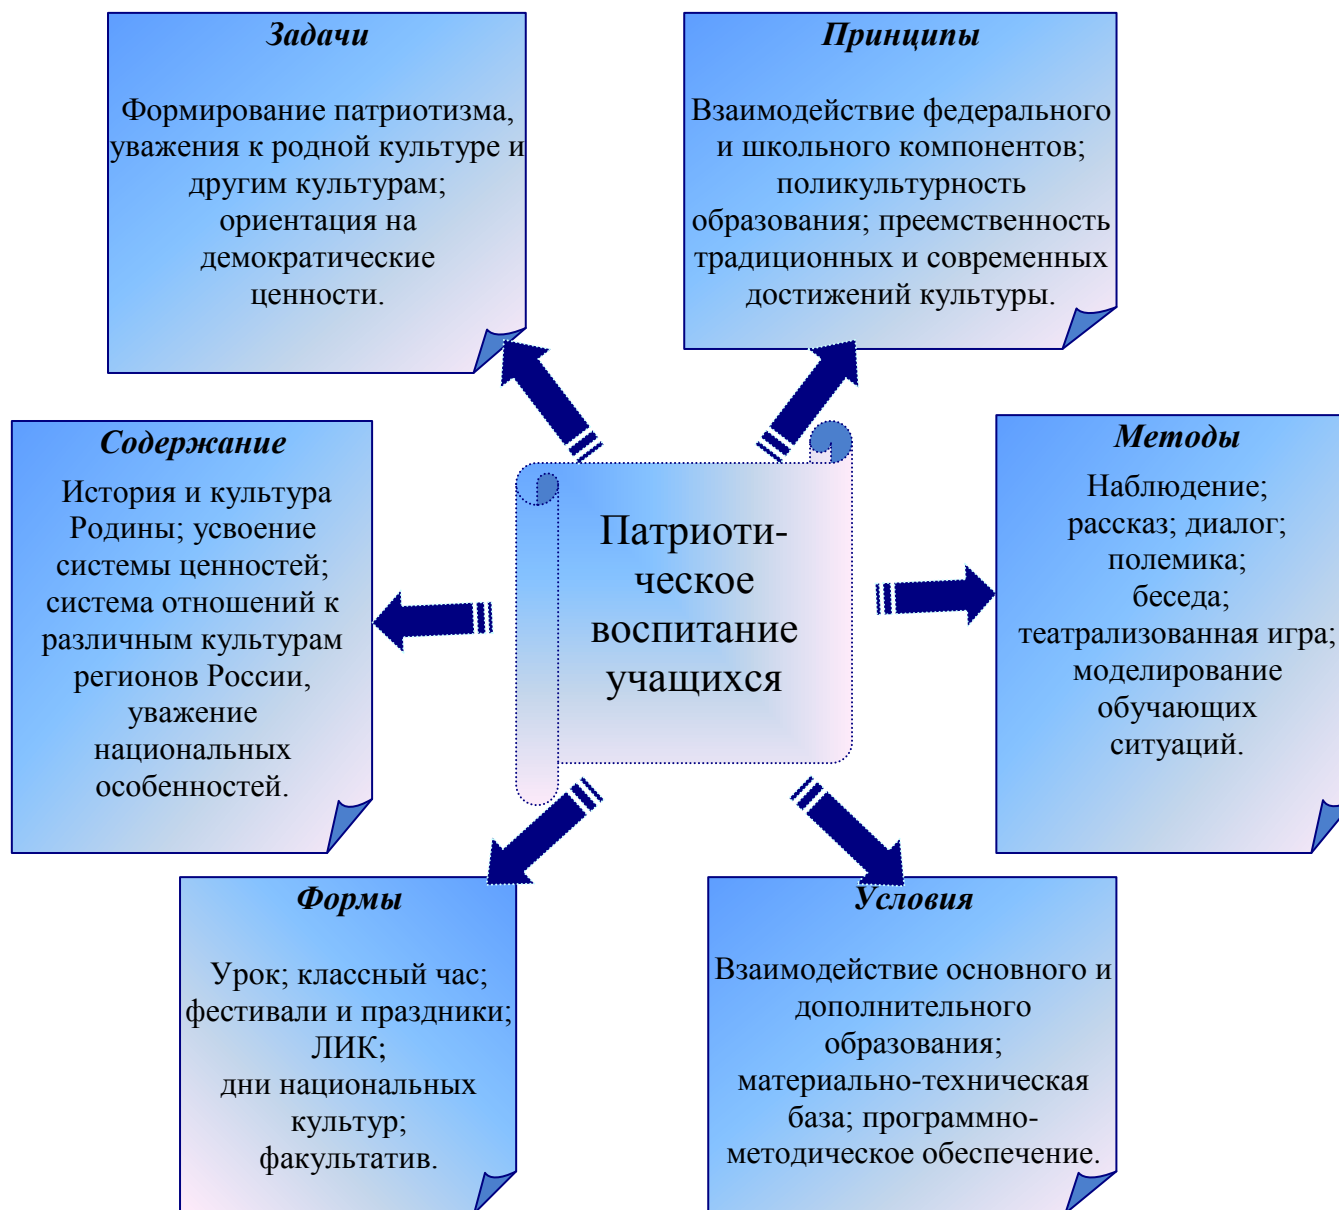 Задачи
Формирование патриотизма,
уважения к родной культуре и
другим культурам;
ориентация на
демократические
ценности.
Принципы
Взаимодействие федерального
и школьного компонентов;
поликультурность
образования; преемственность
традиционных и современных
достижений культуры.
Содержание
История и культура
Родины; усвоение
системы ценностей;
система отношений к
различным культурам
регионов России,
уважение
национальных
особенностей.
Патриоти-
ческое
воспитание
учащихся
Методы
Наблюдение;
рассказ; диалог;
полемика;
беседа;
театрализованная игра;
моделирование
обучающих
ситуаций.
Формы
Урок; классный час;
фестивали и праздники;
ЛИК;
дни национальных
культур;
факультатив.
Условия
Взаимодействие основного и
дополнительного
образования;
материально-техническая
база; программно-
методическое обеспечение.